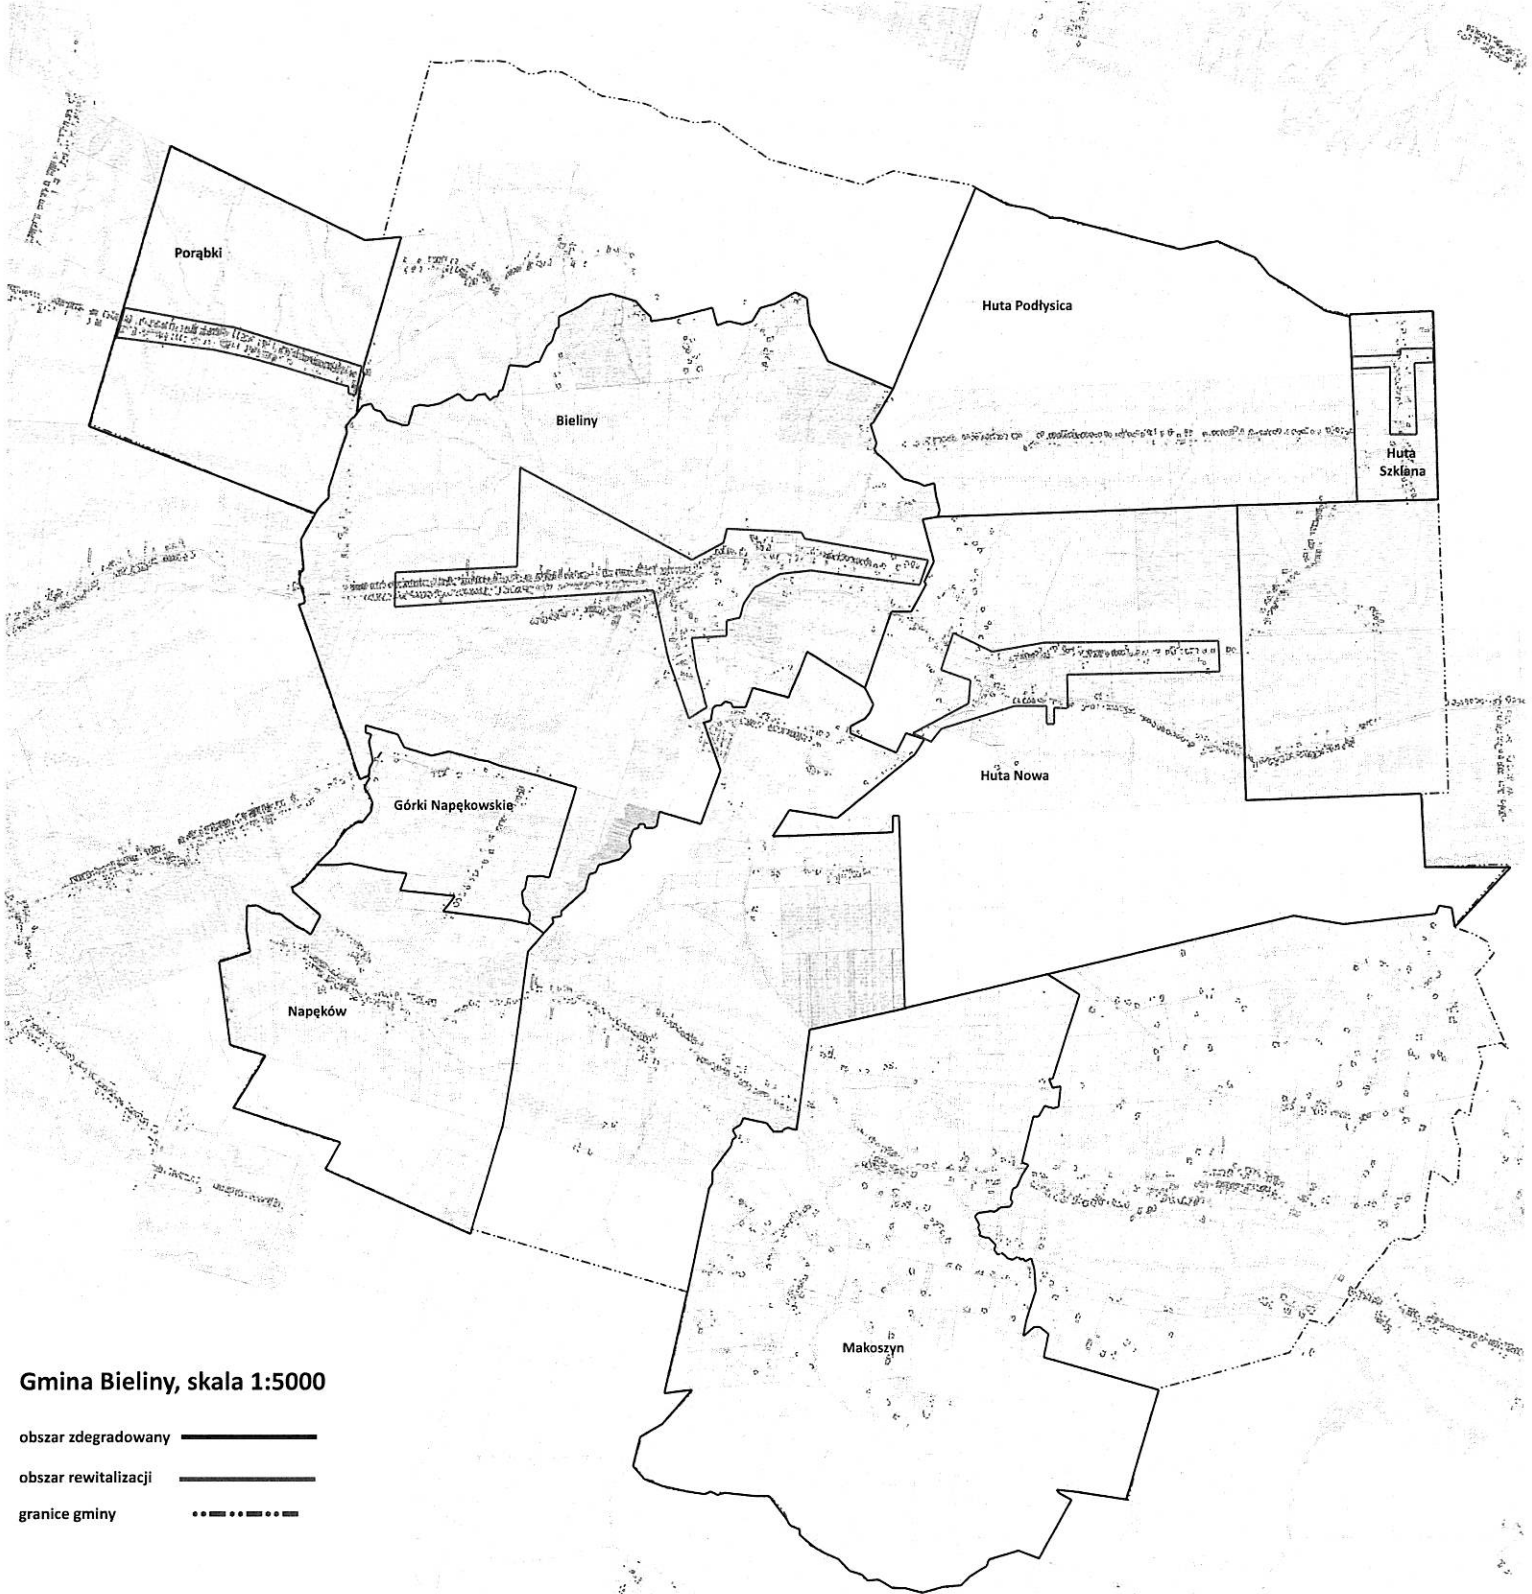 Porąbki
Huta Podłysica
Bieliny
Huta
Szklana
Huta Nowa
Górki Napękowskie
Napęków
Makoszyn
Gmina Bieliny, skala 1:5000
obszar zdegradowany
obszar rewitalizacji
granice gminy